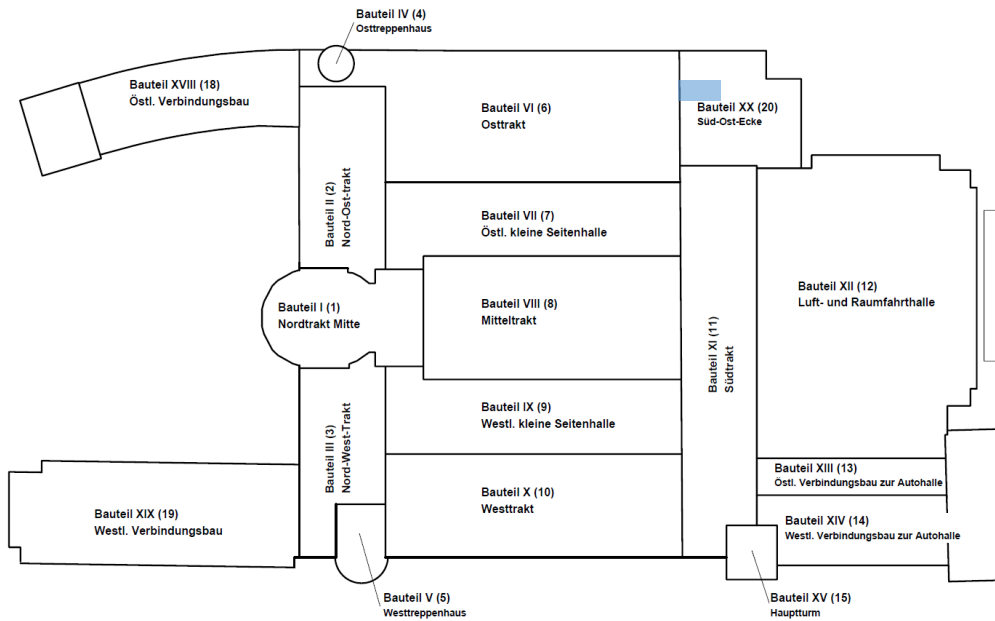 Bauteil IV (4)
Osttreppenhaus
Bauteil XVIII (18)
Östl. Verbindungsbau
Bauteil VI (6)
Osttrakt
Bauteil XX (20)
Süd-Ost-Ecke
Bauteil II (2)
Nord-Ost-trakt
Bauteil VII (7)
Östl. kleine Seitenhalle
Bauteil I (1)
Nordtrakt Mitte
Bauteil VIII (8)
Mitteltrakt
Bauteil XI (11)
Südtrakt
Bauteil XII (12)
Luft- und Raumfahrthalle
Bauteil III (3)
Nord-West-Trakt
Bauteil IX (9)
Westl. kleine Seitenhalle
Bauteil XIII (13)
Östl. Verbindungsbau zur Autohalle
Bauteil XIX (19)
Westl. Verbindungsbau
Bauteil X (10)
Westtrakt
Bauteil XIV (14)
Westl. Verbindungsbau zur Autohalle
Bauteil V (5)
Westtreppenhaus
Bauteil XV (15)
Hauptturm